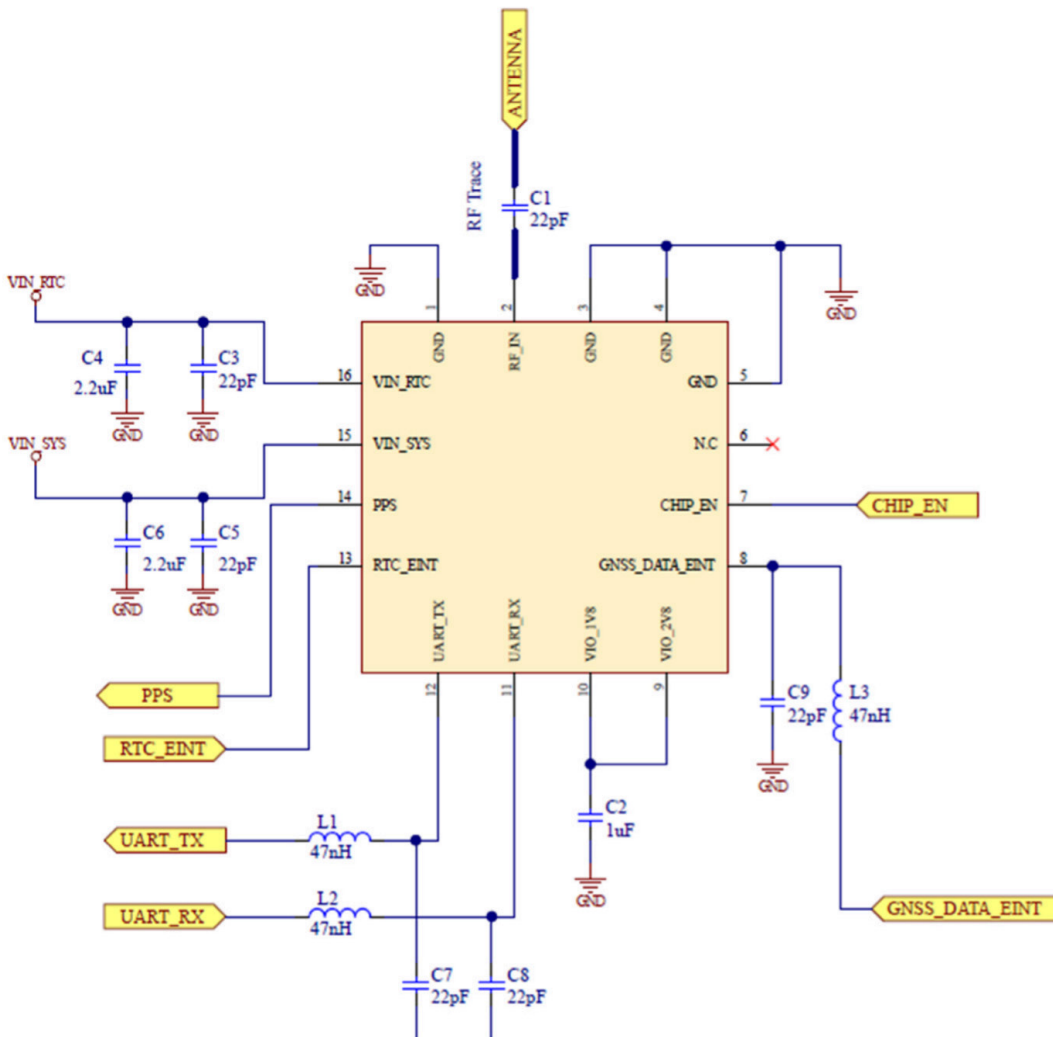 ANTENNA
RF Trace
C1
22pF
GND
GND
1
2
3
4
GND
RF_IN
GND
GND
VIN_RTC
C4
2.2uF
C3
22pF
GND
GND
16
VIN_RTC
GND
5
VIN_SYS
15
VIN_SYS
N.C
6
14
PPS
CHIP_EN
7
CHIP_EN
C6
2.2uF
C5
22pF
GND
GND
13
RTC_EINT
GNSS_DATA_EINT
8
UART_TX
UART_RX
VIO_1V8
VIO_2V8
12
11
10
9
PPS
RTC_EINT
C9
22pF
GND
L3
47nH
C2
1uF
GND
UART_TX
L1
47nH
UART_RX
L2
47nH
GNSS_DATA_EINT
C7
22pF
C8
22pF